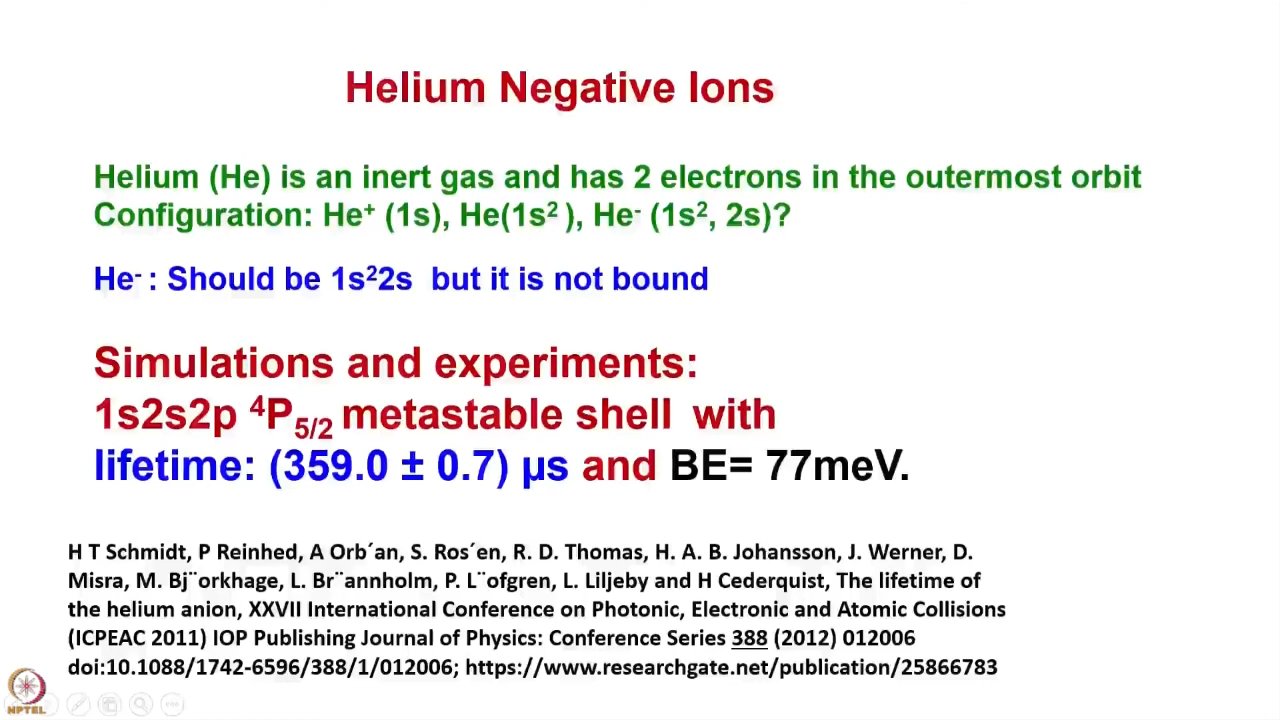 Helium Negative Ions
Helium (He) is an inert gas and has 2 electrons in the outermost orbit
Configuration: He⁺ (1s), He(1s² ), He⁻ (1s², 2s)?
He⁻ : Should be 1s²2s but it is not bound
Simulations and experiments:
1s2s2p ⁴P₅/₂ metastable shell with
lifetime: (359.0 ± 0.7) μs and BE= 77meV.
H T Schmidt, P Reinhed, A Orb´an, S. Ros´en, R. D. Thomas, H. A. B. Johansson, J. Werner, D.
Misra, M. Bj¨orkhage, L. Br¨annholm, P. L¨ofgren, L. Liljeby and H Cederquist, The lifetime of
the helium anion, XXVII International Conference on Photonic, Electronic and Atomic Collisions
(ICPEAC 2011) IOP Publishing Journal of Physics: Conference Series 388 (2012) 012006
doi:10.1088/1742-6596/388/1/012006; https://www.researchgate.net/publication/25866783
NPTEL